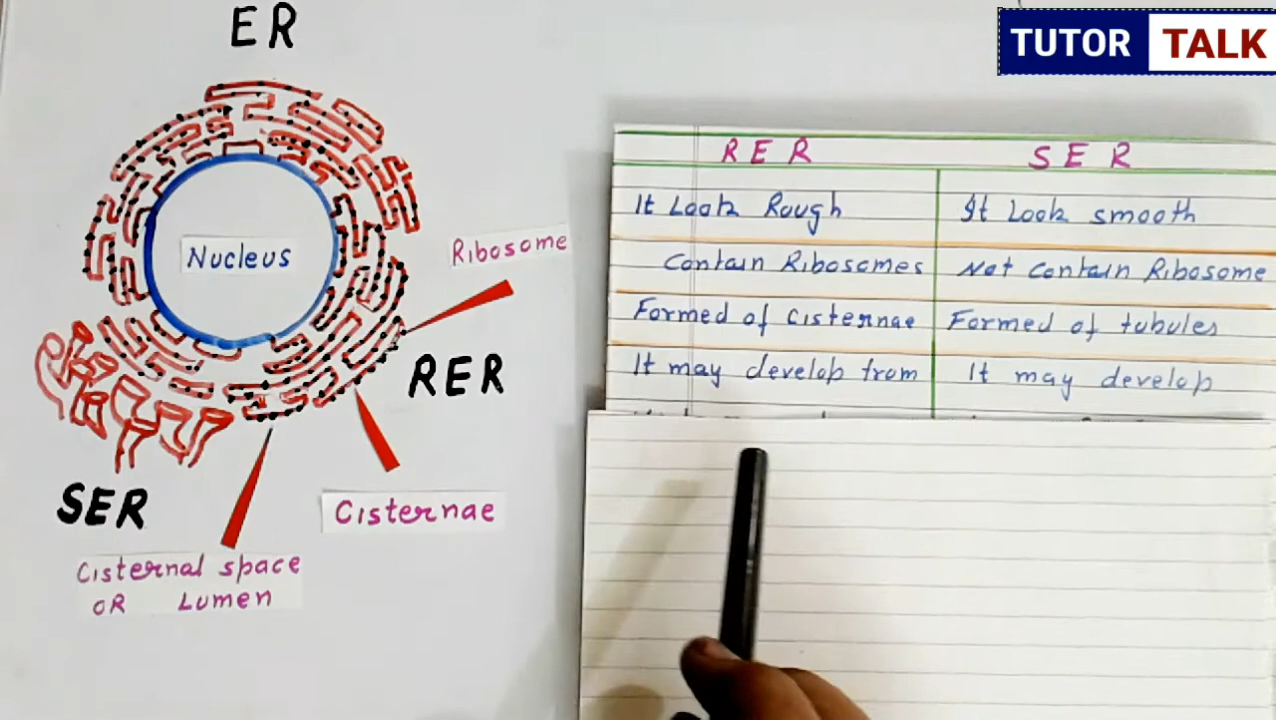 ER
TUTOR TALK
Nucleus
Ribosome
RER
SER
Cisternae
Cisternal space
OR Lumen
RER SER
It Look Rough It Look smooth
Contain Ribosomes Not Contain Ribosome
Formed of Cisternae Formed of tubules
It may develop from It may develop